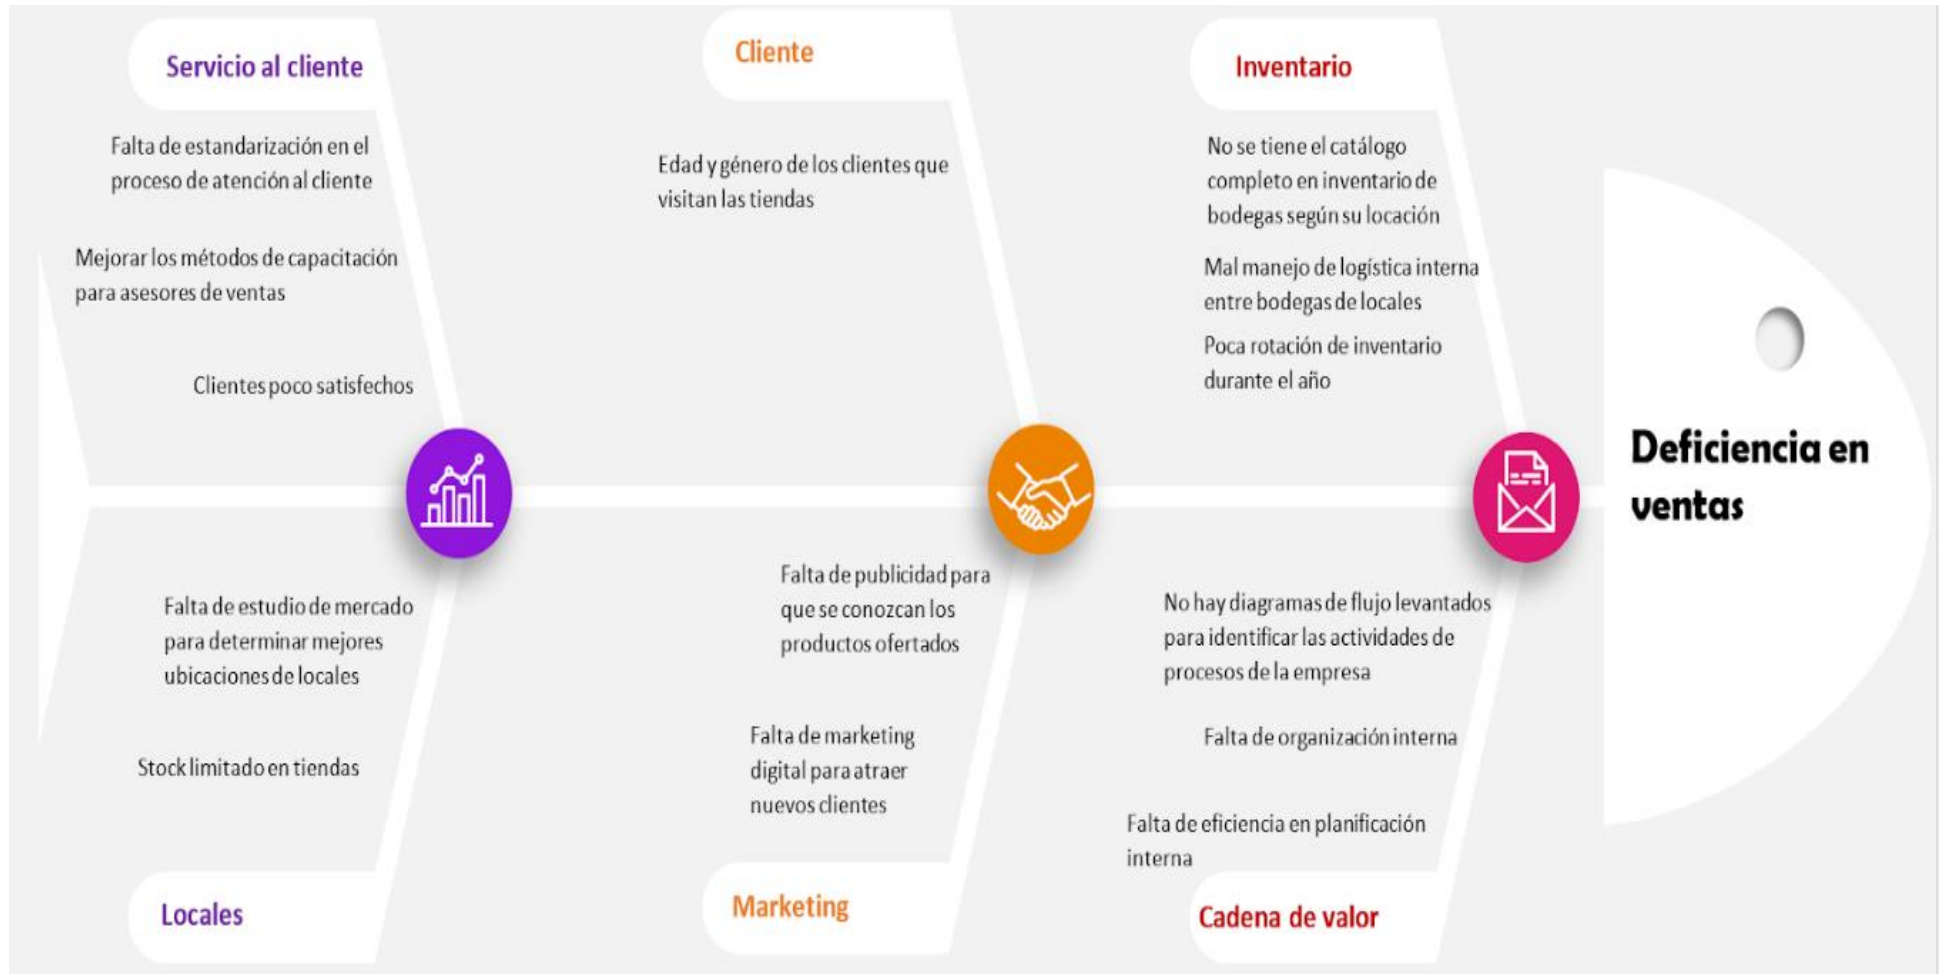 Servicio al cliente
Falta de estandarización en el
proceso de atención al cliente
Mejorar los métodos de capacitación
para asesores de ventas
Clientes poco satisfechos
Cliente
Edad y género de los clientes que
visitan las tiendas
Inventario
No se tiene el catálogo
completo en inventario de
bodegas según su locación
Mal manejo de logística interna
entre bodegas de locales
Poca rotación de inventario
durante el año
Deficiencia en
ventas
Falta de estudio de mercado
para determinar mejores
ubicaciones de locales
Stock limitado en tiendas
Locales
Falta de publicidad para
que se conozcan los
productos ofertados
Falta de marketing
digital para atraer
nuevos clientes
Marketing
No hay diagramas de flujo levantados
para identificar las actividades de
procesos de la empresa
Falta de organización interna
Falta de eficiencia en planificación
interna
Cadena de valor